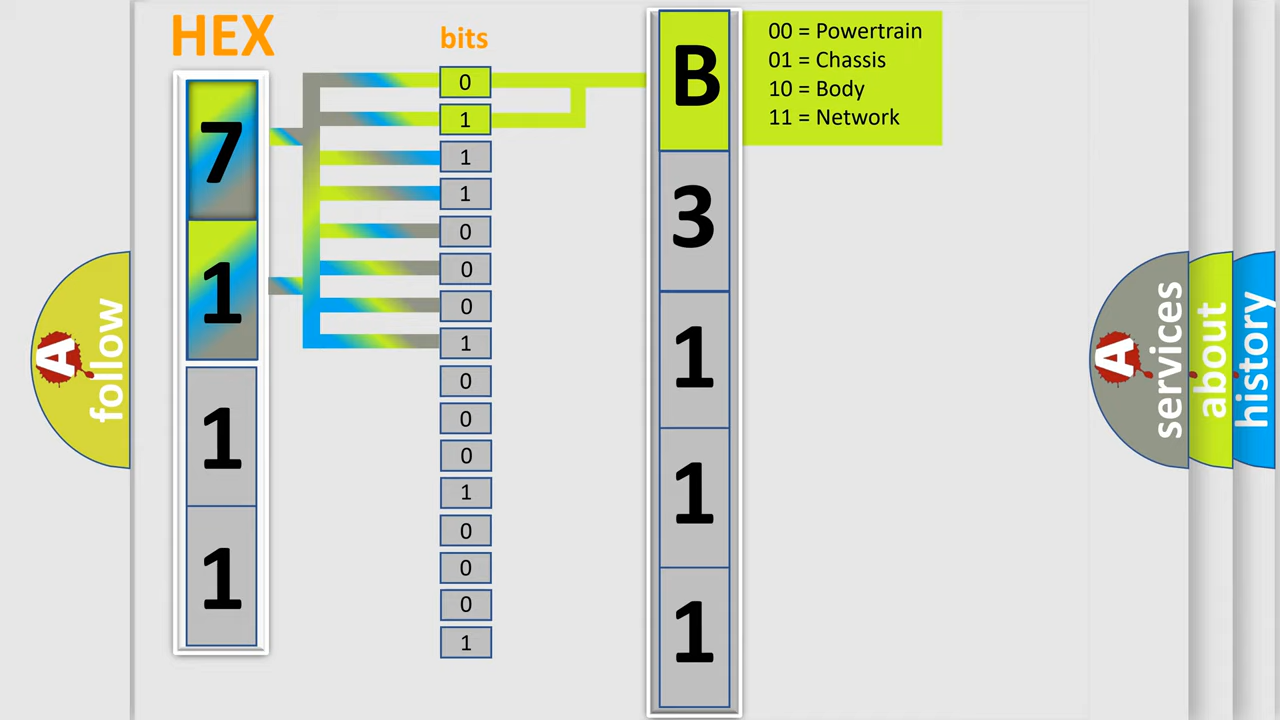 HEX
bits
7
1
1
1
0
1
1
1
0
0
0
1
0
0
0
1
0
0
0
1
B
3
1
1
1
00 = Powertrain
01 = Chassis
10 = Body
11 = Network
A
follow
A
services
about
history